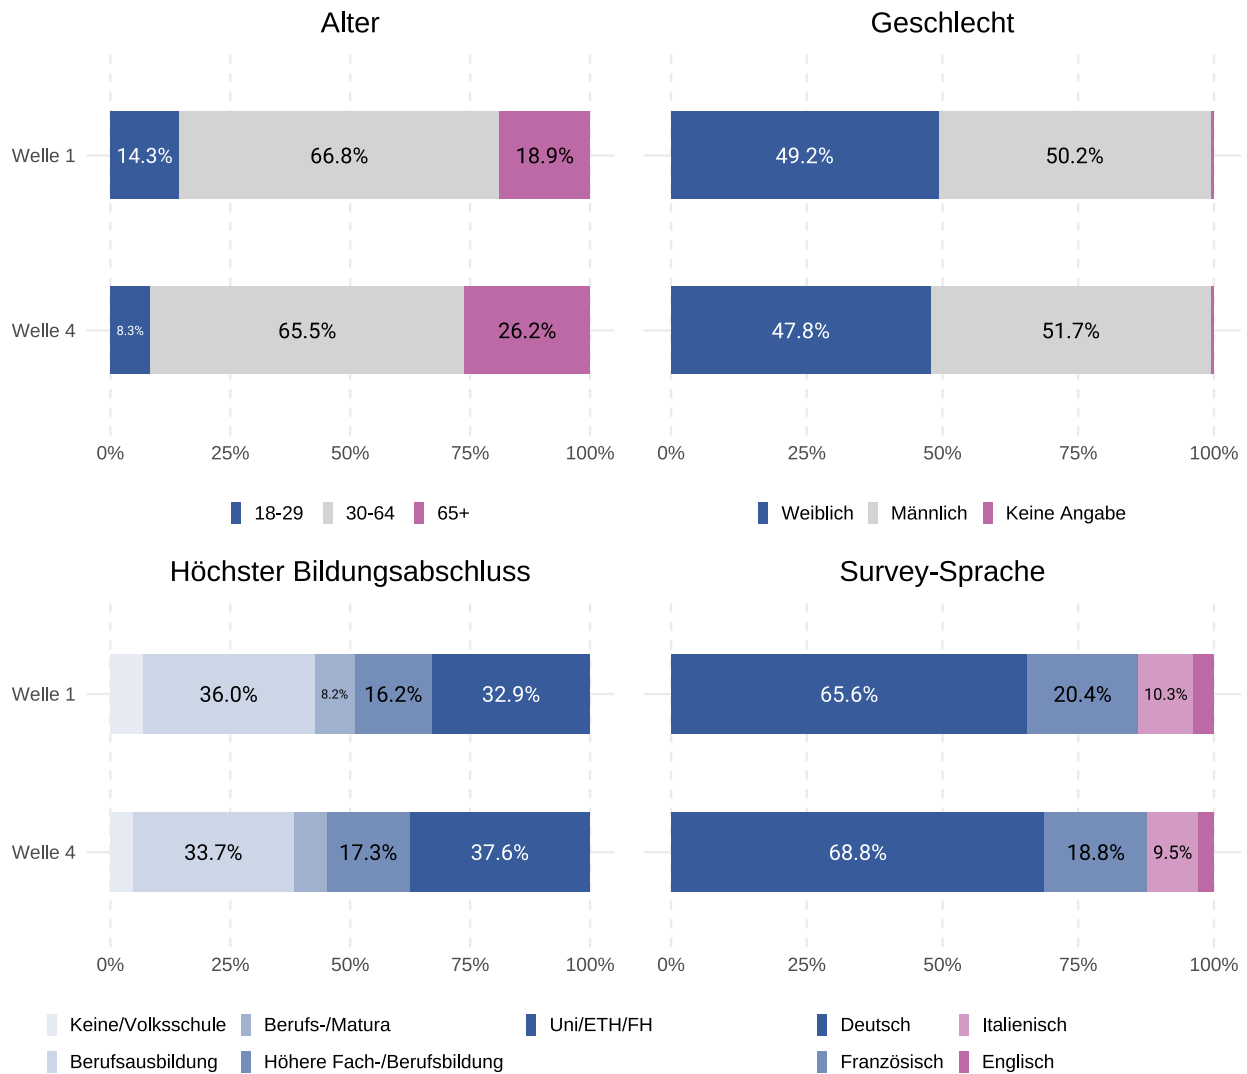 Alter
Geschlecht
Welle 1
14.3%
66.8%
18.9%
49.2%
50.2%
Welle 4
8.3%
65.5%
26.2%
47.8%
51.7%
0%
25%
50%
75%
100%
0%
25%
50%
75%
100%
18-29
30-64
65+
Weiblich
Männlich
Keine Angabe
Höchster Bildungsabschluss
Survey-Sprache
Welle 1
36.0%
8.2%
16.2%
32.9%
65.6%
20.4%
10.3%
Welle 4
33.7%
17.3%
37.6%
68.8%
18.8%
9.5%
0%
25%
50%
75%
100%
0%
25%
50%
75%
100%
Keine/Volksschule
Berufs-/Matura
Uni/ETH/FH
Deutsch
Italienisch
Berufsausbildung
Höhere Fach-/Berufsbildung
Französisch
Englisch